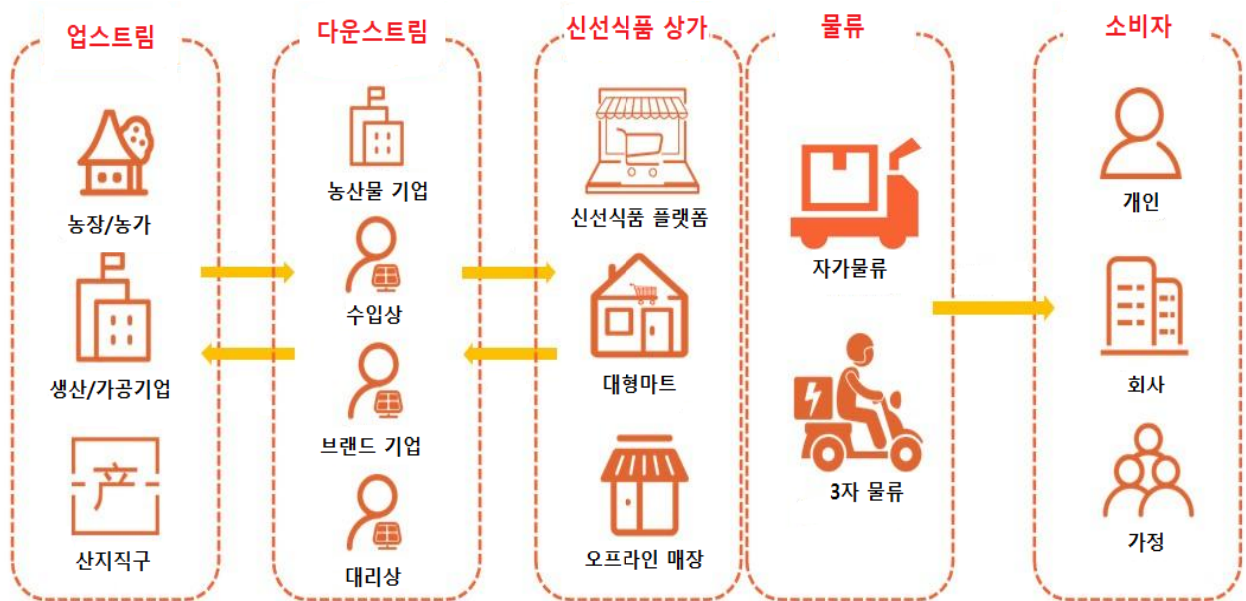 업스트림
농장/농가
생산/가공기업
产
산지직구
다운스트림
농산물 기업
수입상
브랜드 기업
대리상
신선식품 상가
신선식품 플랫폼
대형마트
오프라인 매장
물류
자가물류
3자 물류
소비자
개인
회사
가정